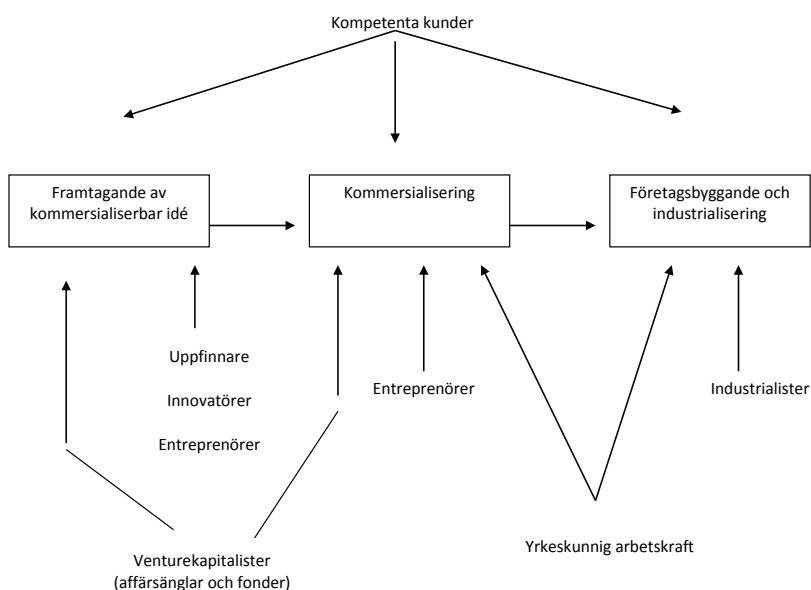 Kompetenta kunder
Framtagande av
kommersialiserbar idé
Kommersialisering
Företagsbyggande och
industrialisering
Uppfinnare
Innovatörer
Entreprenörer
Entreprenörer
Industrialister
Venturekapitalister
(affärsänglar och fonder)
Yrkeskunnig arbetskraft